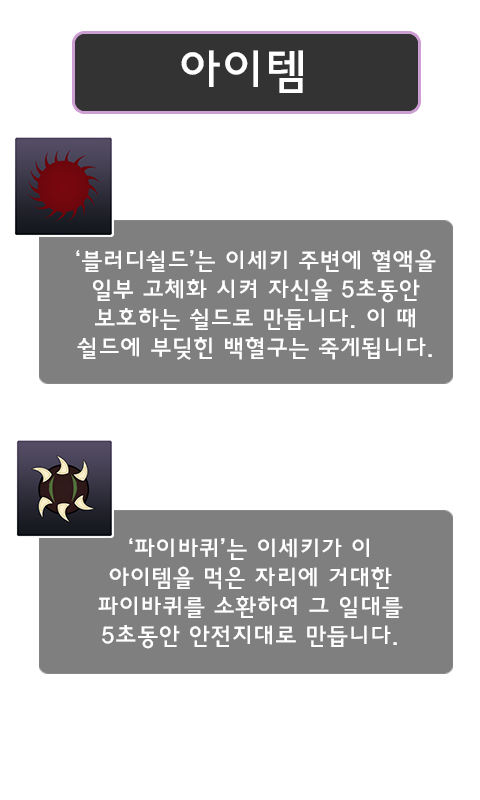 아이템
‘블러디쉴드’는 이세키 주변에 혈액을
일부 고체화 시켜 자신을 5초동안
보호하는 쉴드로 만듭니다. 이 때
쉴드에 부딪힌 백혈구는 죽게됩니다.
‘파이바퀴’는 이세키가 이
아이템을 먹은 자리에 거대한
파이바퀴를 소환하여 그 일대를
5초동안 안전지대로 만듭니다.